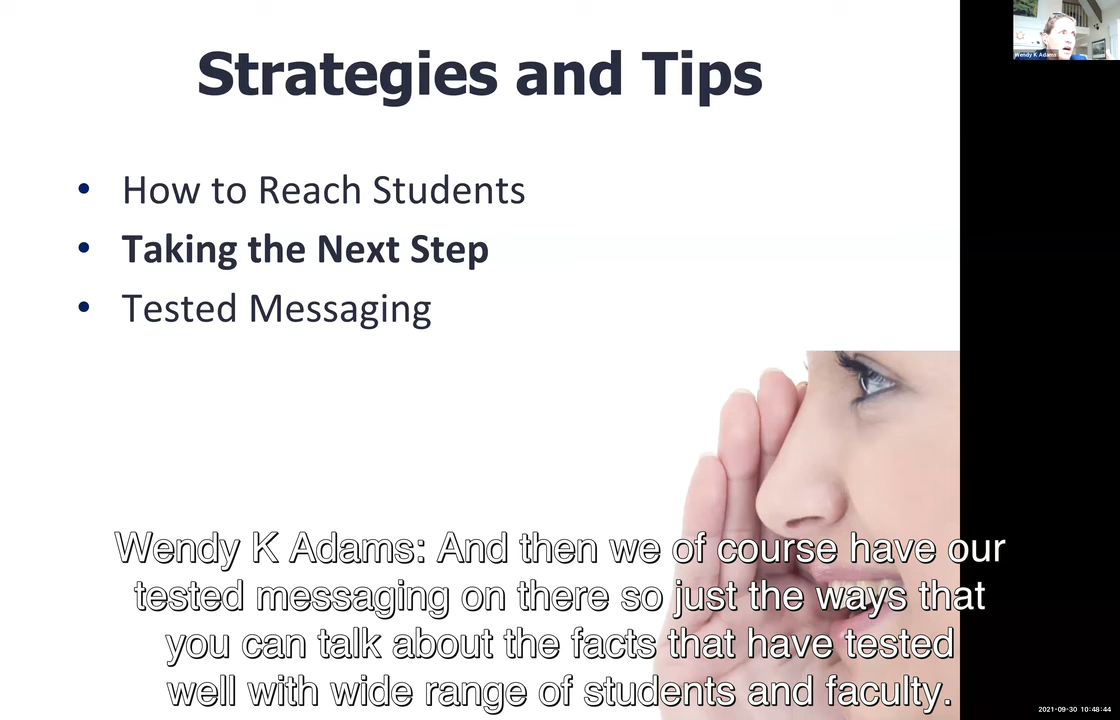 Strategies and Tips
• How to Reach Students
• Taking the Next Step
• Tested Messaging
Wendy K Adams
Wendy K Adams: And then we of course have our
tested messaging on there so just the ways that
you can talk about the facts that have tested
well with wide range of students and faculty.
2021-09-30 10:48:44